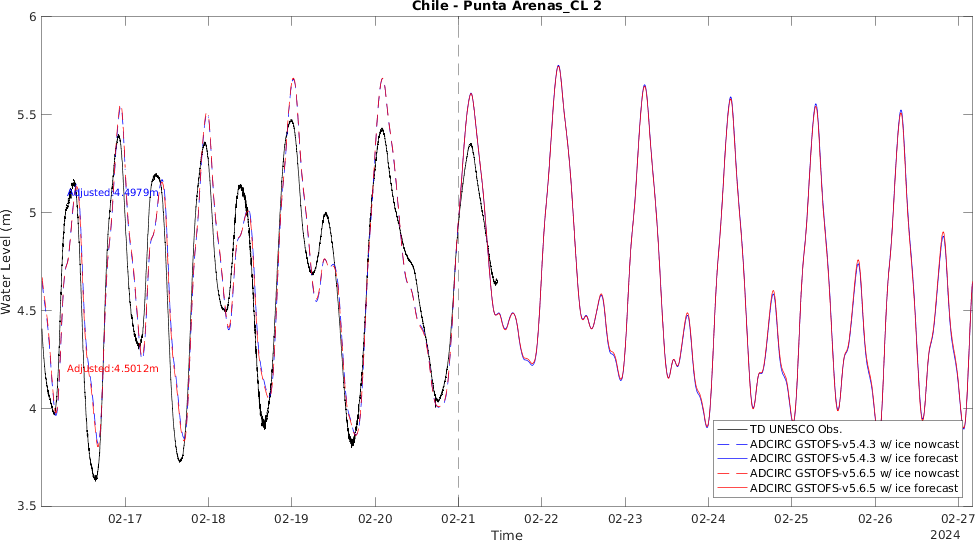 Chile - Punta Arenas_CL 2
6
5.5
5
4.5
4
3.5
Water Level (m)
Adjusted:4.4979m
Adjusted:4.5012m
TD UNESCO Obs.
ADCIRC GSTOFS-v5.4.3 w/ ice nowcast
ADCIRC GSTOFS-v5.4.3 w/ ice forecast
ADCIRC GSTOFS-v5.6.5 w/ ice nowcast
ADCIRC GSTOFS-v5.6.5 w/ ice forecast
02-17 02-18 02-19 02-20 02-21 02-22 02-23 02-24 02-25 02-26 02-27
Time
2024